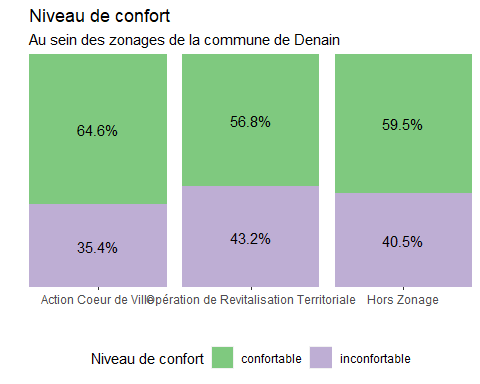 Niveau de confort
Au sein des zonages de la commune de Denain
64.6% 56.8% 59.5%
35.4% 43.2% 40.5%
Action Coeur de Ville Opération de Revitalisation Territoriale Hors Zonage
Niveau de confort confortable inconfortable